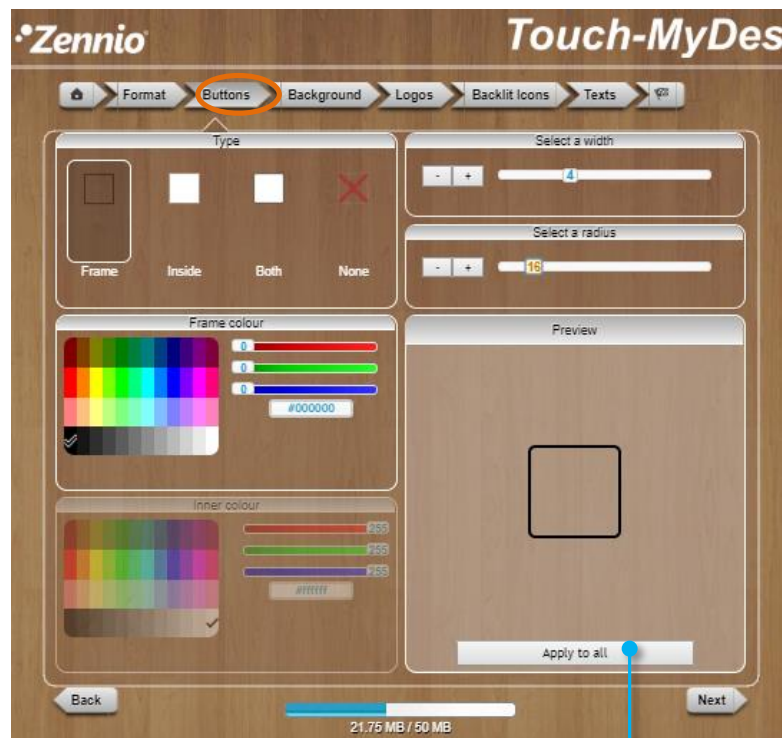 Zennio
Touch-MyDes
Format Buttons Background Logos Backlit Icons Texts
Type
Frame Inside Both None
Select a width
- + 4
Select a radius
- + 16
Frame colour
0
0
0
#000000
Inner colour
255
255
255
#ffffff
Preview
Apply to all
Back
21.75 MB / 50 MB
Next